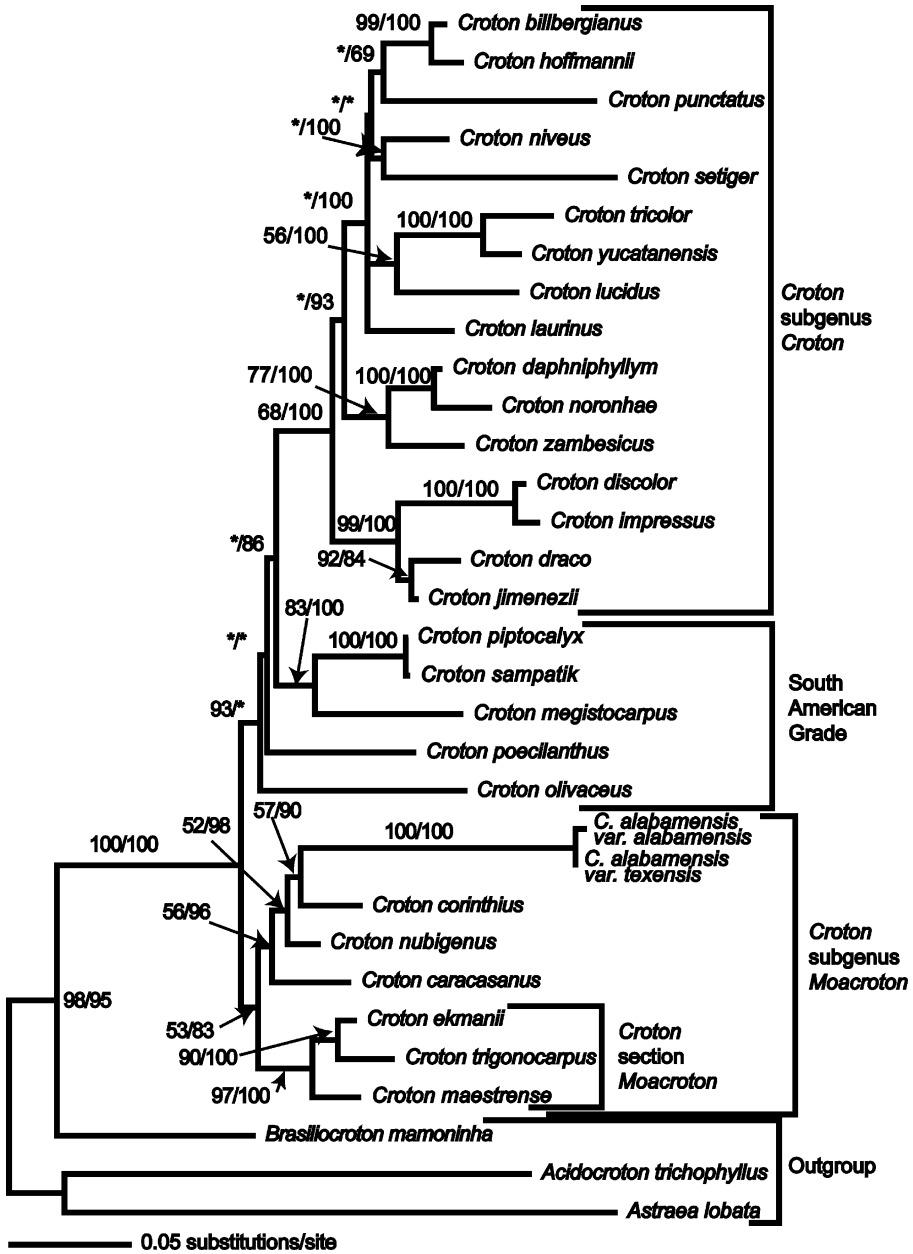 99/100
Croton billbergianus
Croton hoffmannii
*/69
Croton punctatus
*/*
*/100
Croton niveus
Croton setiger
*/100
Croton tricolor
100/100
56/100
Croton yucatanensis
Croton lucidus
Croton
subgenus
Croton
*/93
Croton laurinus
Croton daphniphyllym
77/100
100/100
Croton noronhae
68/100
Croton zambesicus
Croton discolor
100/100
Croton impressus
99/100
*/86
92/84
Croton draco
Croton jimenezii
83/100
*/*
100/100
Croton piptocalyx
Croton sampatik
South
American
Grade
93/*
Croton megistocarpus
Croton poecilanthus
Croton olivaceus
57/90
52/98
100/100
C. alabamensis
var. alabamensis
C. alabamensis
var. texensis
100/100
56/96
Croton corinthius
Croton nubigenus
Croton
subgenus
Moacroton
Croton caracasanus
98/95
53/83
Croton ekmanii
90/100
Croton trigonocarpus
Croton
section
Moacroton
97/100
Croton maestrense
Brasiliocroton mamoninha
Acidocroton trichophyllus
Outgroup
Astraea lobata
0.05 substitutions/site